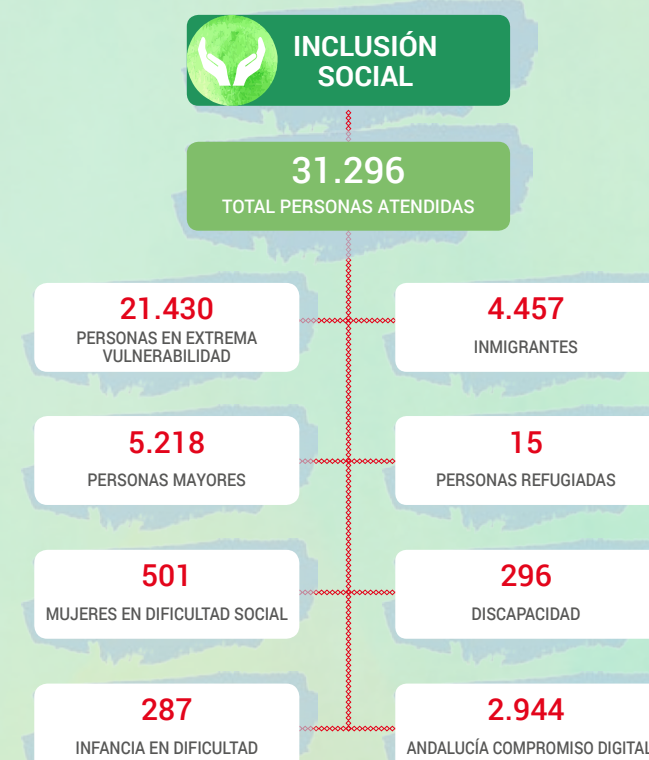 INCLUSIÓN
SOCIAL
31.296
TOTAL PERSONAS ATENDIDAS
21.430
PERSONAS EN EXTREMA
VULNERABILIDAD
4.457
INMIGRANTES
5.218
PERSONAS MAYORES
15
PERSONAS REFUGIADAS
501
MUJERES EN DIFICULTAD SOCIAL
296
DISCAPACIDAD
287
INFANCIA EN DIFICULTAD
2.944
ANDALUCÍA COMPROMISO DIGITAL